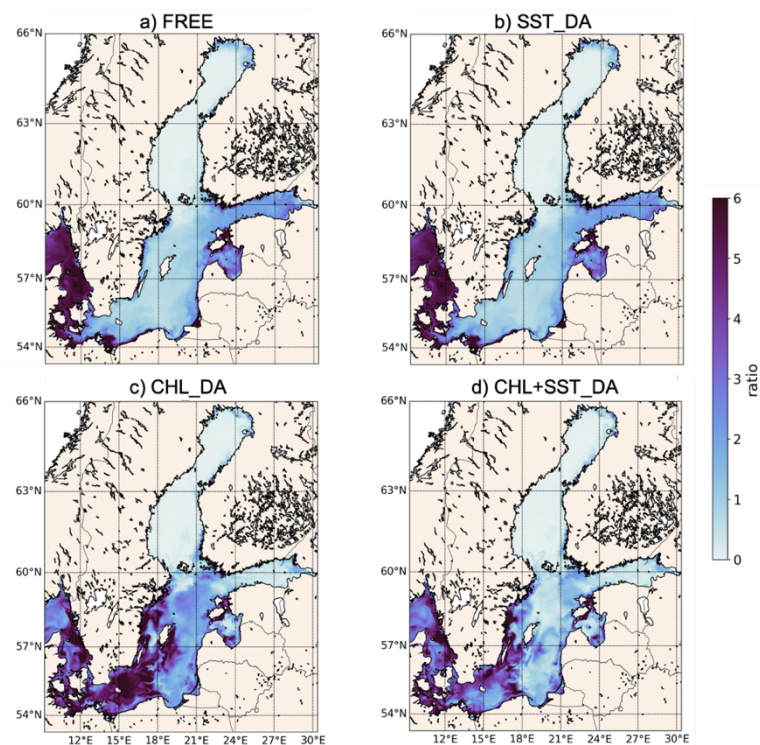 a) FREE
b) SST_DA
66°N
63°N
60°N
57°N
54°N
66°N
63°N
60°N
57°N
54°N
6
5
4
3
2
1
0
ratio
c) CHL_DA
d) CHL+SST_DA
66°N
63°N
60°N
57°N
54°N
66°N
63°N
60°N
57°N
54°N
12°E 15°E 18°E 21°E 24°E 27°E 30°E
12°E 15°E 18°E 21°E 24°E 27°E 30°E